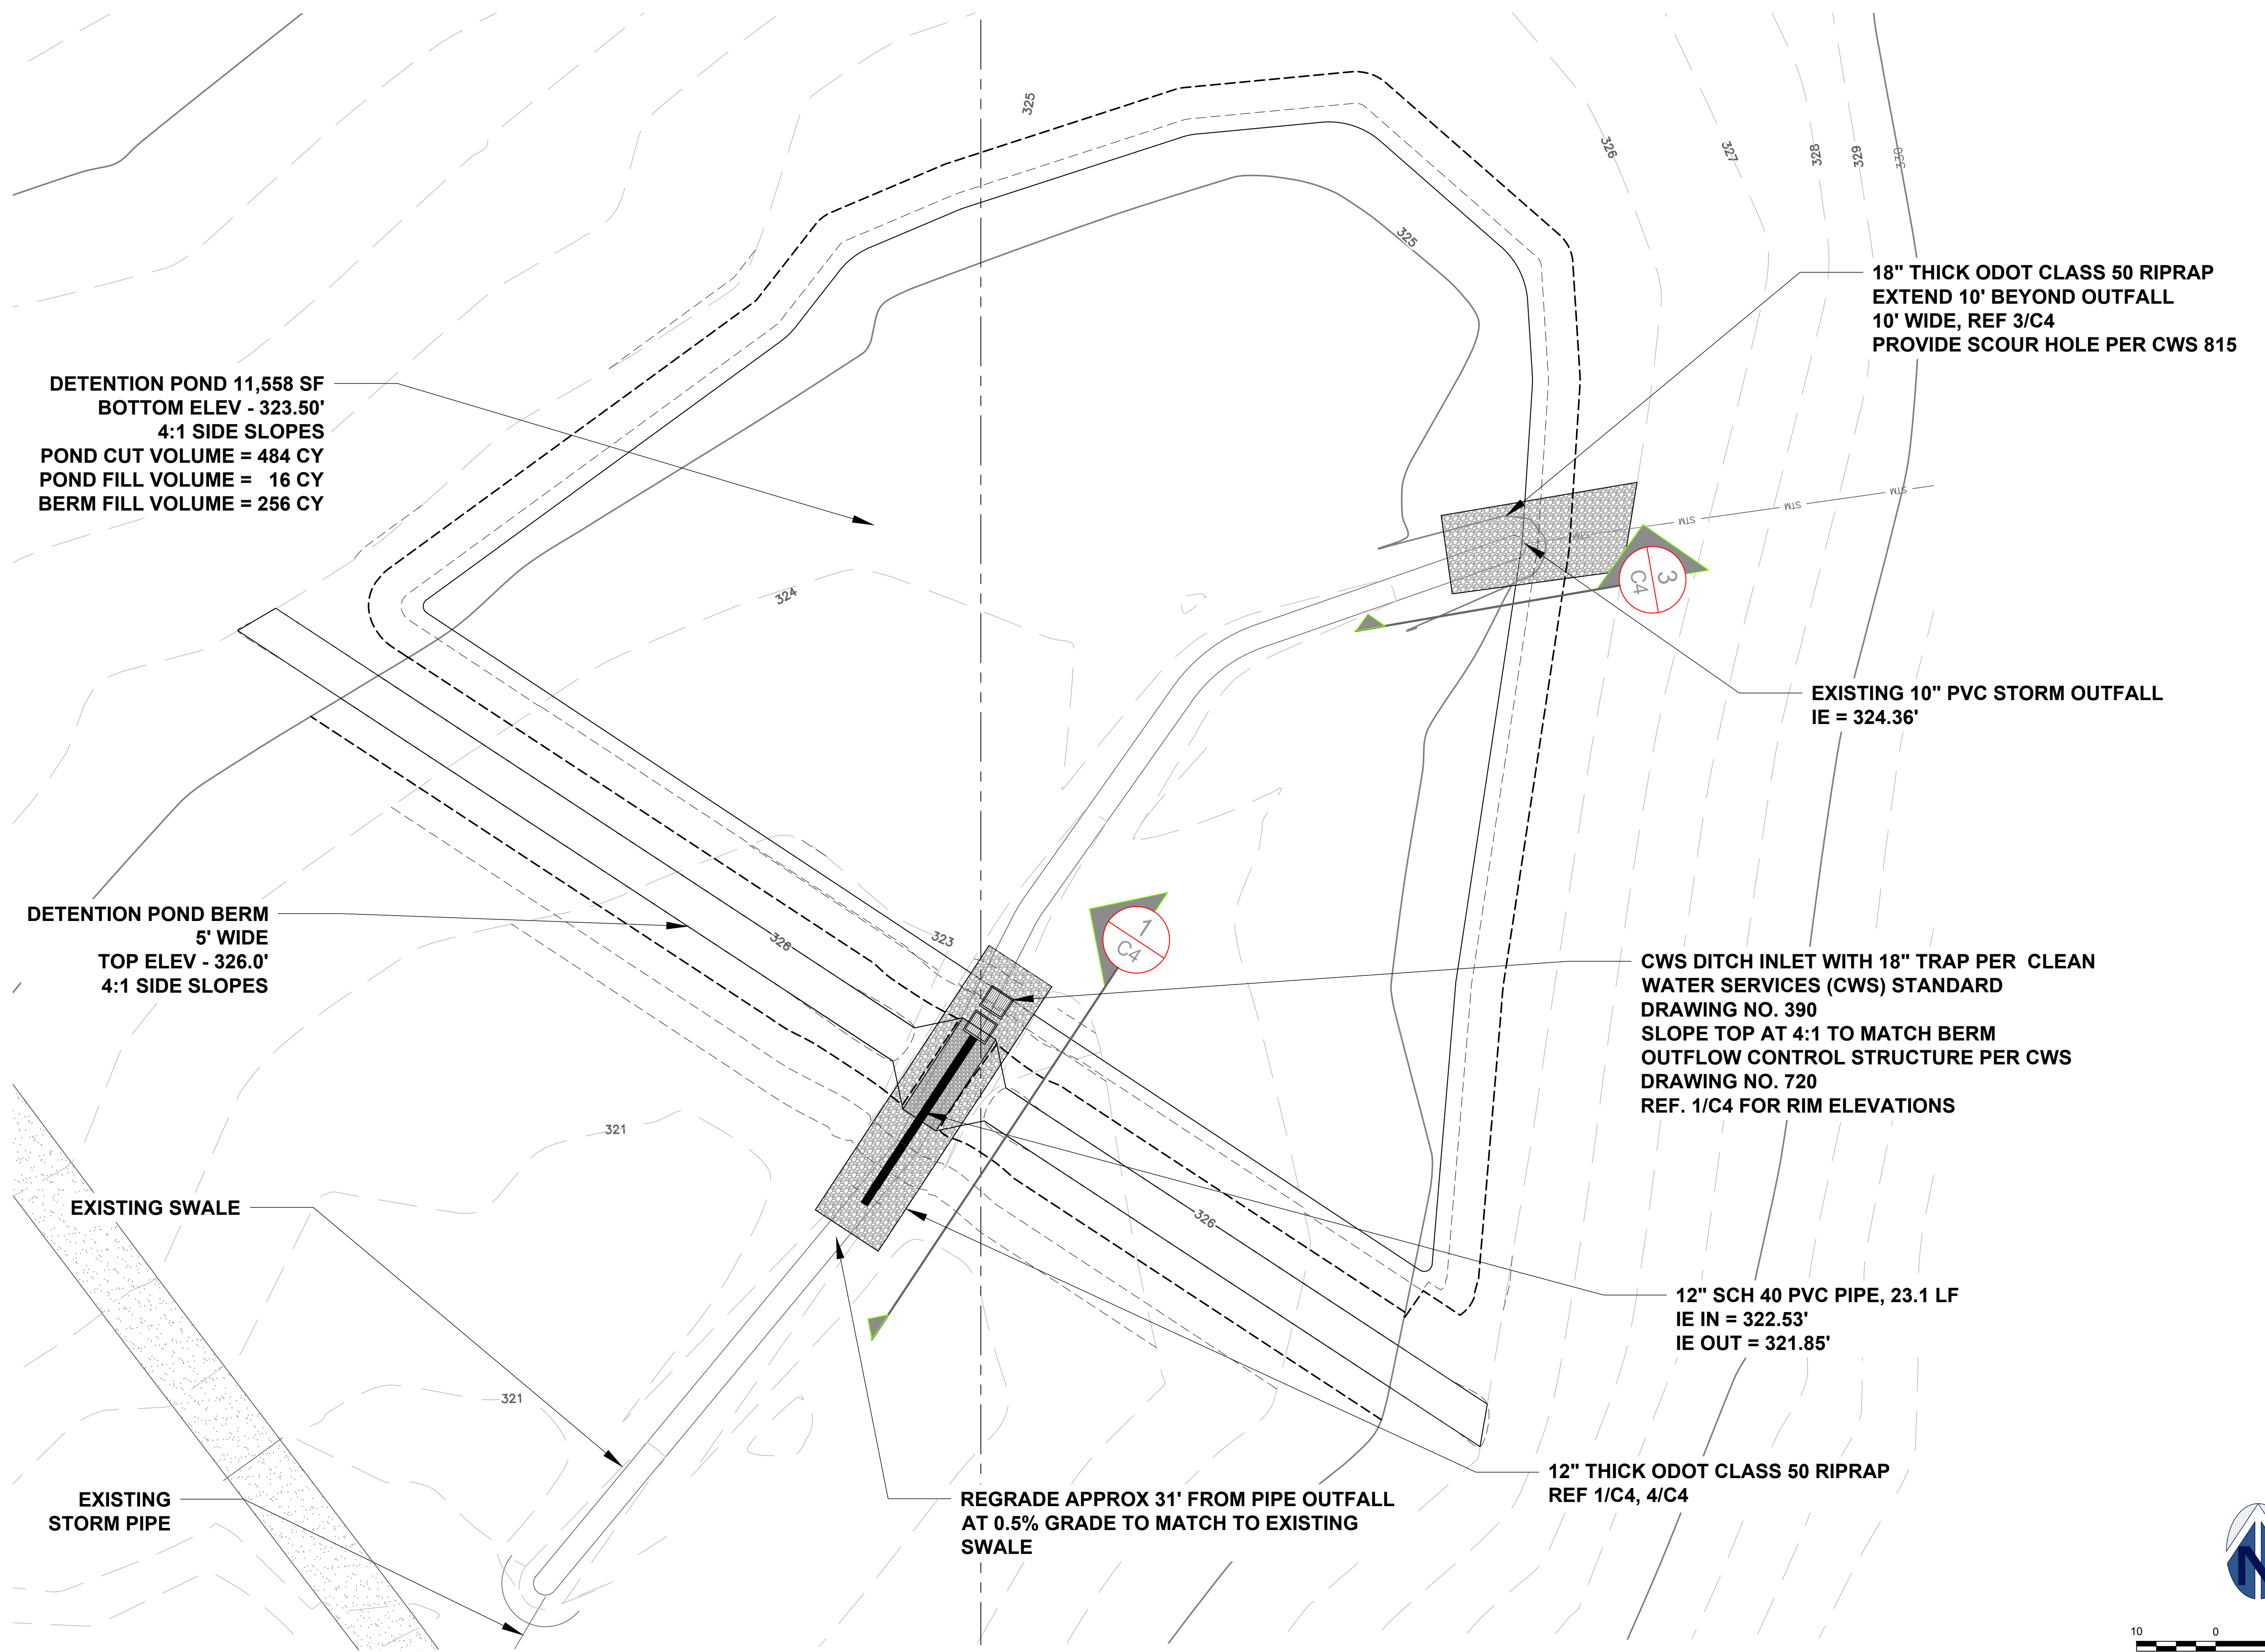 325
326
327
328
329
330
325
18" THICK ODOT CLASS 50 RIPRAP
EXTEND 10' BEYOND OUTFALL
10' WIDE, REF 3/C4
PROVIDE SCOUR HOLE PER CWS 815
DETENTION POND 11,558 SF
BOTTOM ELEV - 323.50'
4:1 SIDE SLOPES
POND CUT VOLUME = 484 CY
POND FILL VOLUME = 16 CY
BERM FILL VOLUME = 256 CY
STM
STM
STM
3
C4
324
EXISTING 10" PVC STORM OUTFALL
IE = 324.36'
DETENTION POND BERM
5' WIDE
TOP ELEV - 326.0'
4:1 SIDE SLOPES
326
323
1
C4
CWS DITCH INLET WITH 18" TRAP PER CLEAN
WATER SERVICES (CWS) STANDARD
DRAWING NO. 390
SLOPE TOP AT 4:1 TO MATCH BERM
OUTFLOW CONTROL STRUCTURE PER CWS
DRAWING NO. 720
REF. 1/C4 FOR RIM ELEVATIONS
321
EXISTING SWALE
326
12" SCH 40 PVC PIPE, 23.1 LF
IE IN = 322.53'
IE OUT = 321.85'
321
12" THICK ODOT CLASS 50 RIPRAP
REF 1/C4, 4/C4
EXISTING
STORM PIPE
REGRADE APPROX 31' FROM PIPE OUTFALL
AT 0.5% GRADE TO MATCH TO EXISTING
SWALE
N
10 0